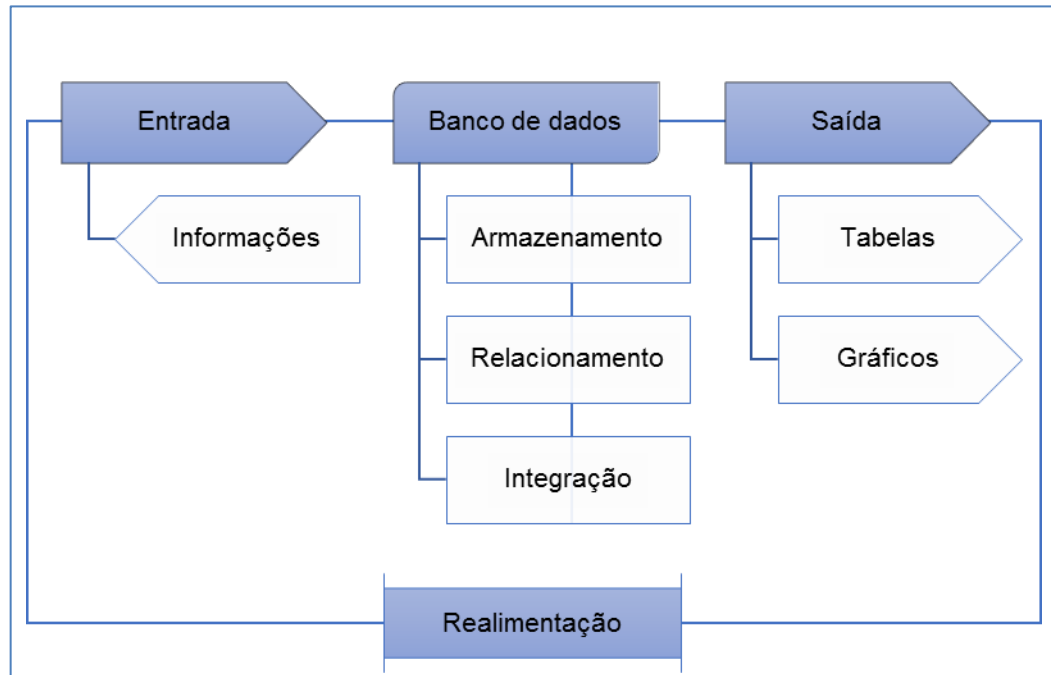 Entrada
Banco de dados
Saída
Informações
Armazenamento
Tabelas
Relacionamento
Gráficos
Integração
Realimentação